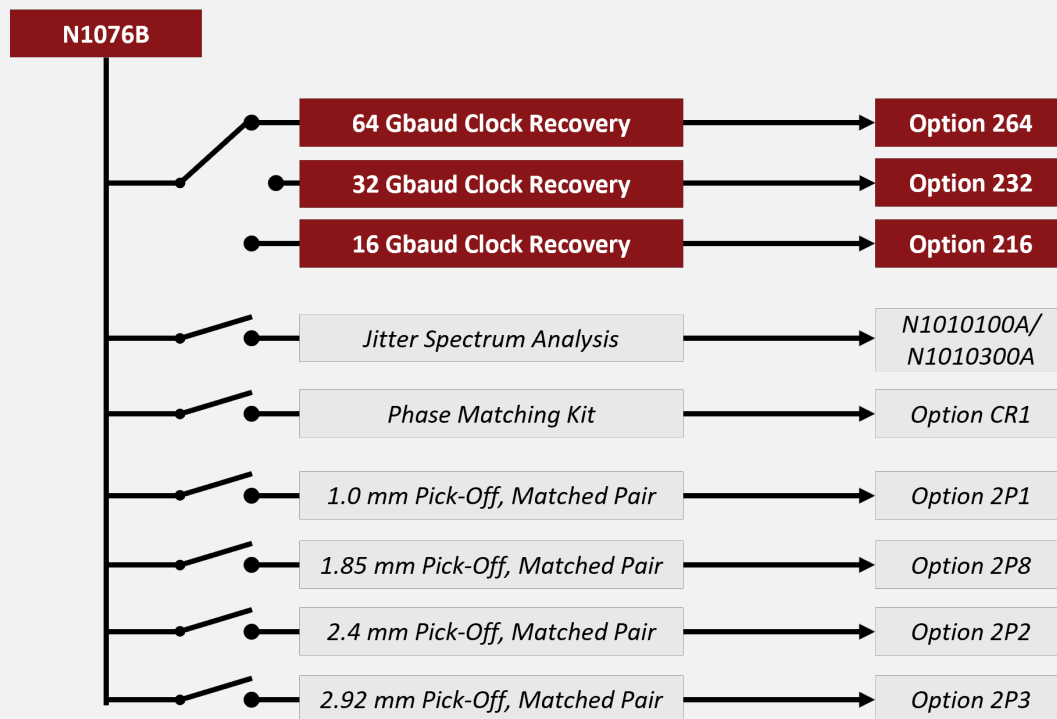 N1076B
64 Gbaud Clock Recovery
Option 264
32 Gbaud Clock Recovery
Option 232
16 Gbaud Clock Recovery
Option 216
Jitter Spectrum Analysis
N1010100A/
N1010300A
Phase Matching Kit
Option CR1
1.0 mm Pick-Off, Matched Pair
Option 2P1
1.85 mm Pick-Off, Matched Pair
Option 2P8
2.4 mm Pick-Off, Matched Pair
Option 2P2
2.92 mm Pick-Off, Matched Pair
Option 2P3